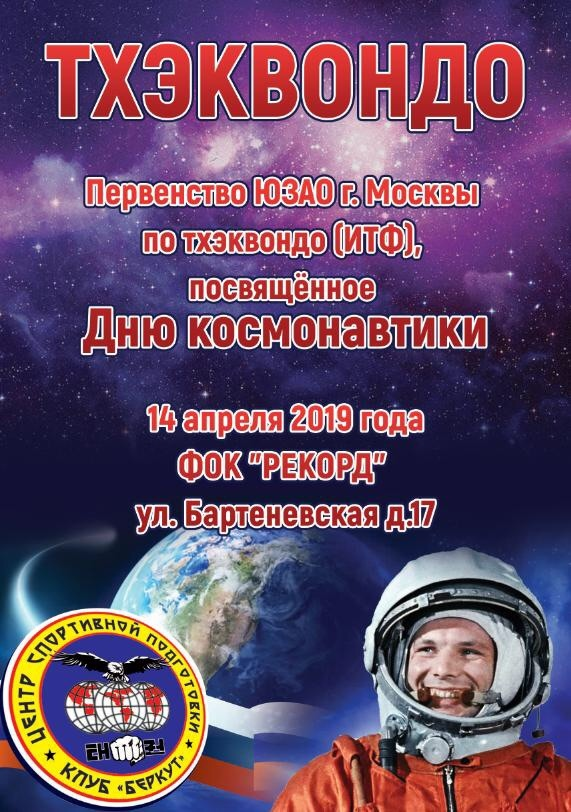 ТХЭКВОНДО
Первенство ЮЗАО г. Москвы
по тхэквондо (ИТФ),
посвящённое
Дню космонавтики
14 апреля 2019 года
ФОК "РЕКОРД"
ул. Бартеневская д.17
ЦЕНТР СПОРТИВНОЙ ПОДГОТОВКИ
КЛУБ «БЕРКУТ»